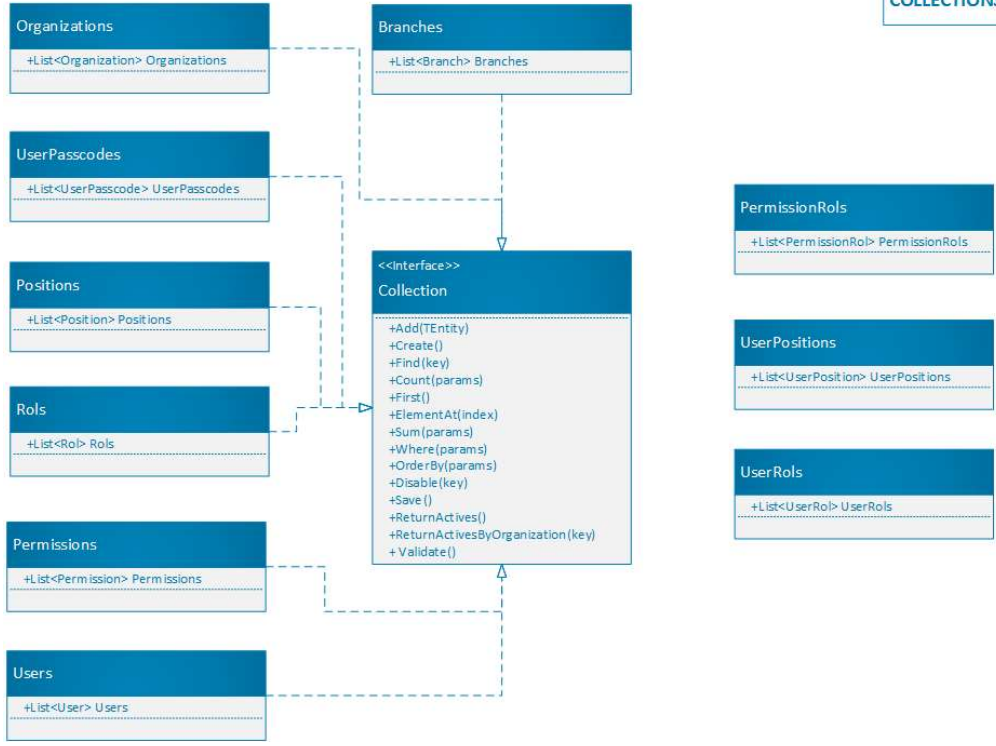 COLLECTIONS
Organizations
+List<Organization> Organizations
Branches
+List<Branch> Branches
UserPasscodes
+List<UserPasscode> UserPasscodes
Positions
+List<Position> Positions
Rols
+List<Rol> Rols
Permissions
+List<Permission> Permissions
Users
+List<User> Users
<<Interface>>
Collection
+Add(TEntity)
+Create()
+Find(key)
+Count(params)
+First()
+ElementAt(index)
+Sum(params)
+Where(params)
+OrderBy(params)
+Disable(key)
+Save()
+ReturnActives()
+ReturnActivesByOrganization(key)
+ Validate()
PermissionRols
+List<PermissionRol> PermissionRols
UserPositions
+List<UserPosition> UserPositions
UserRols
+List<UserRol> UserRols